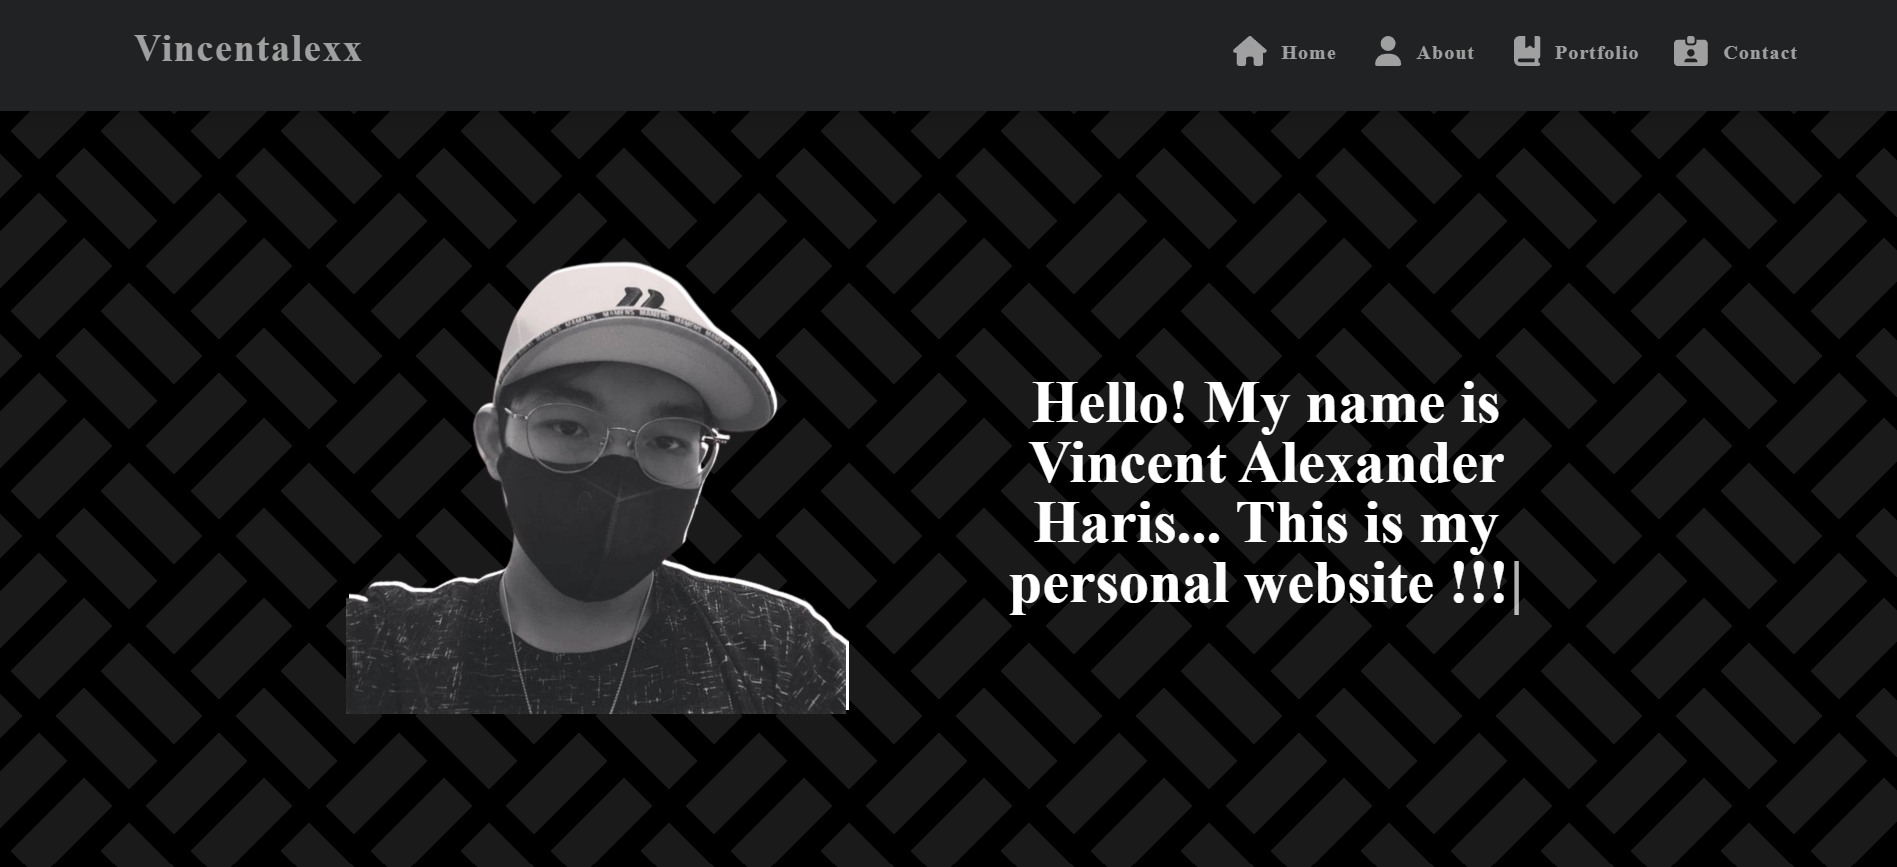 Vincentalexx
Home About Portfolio Contact
Hello! My name is
Vincent Alexander
Haris... This is my
personal website !!!|